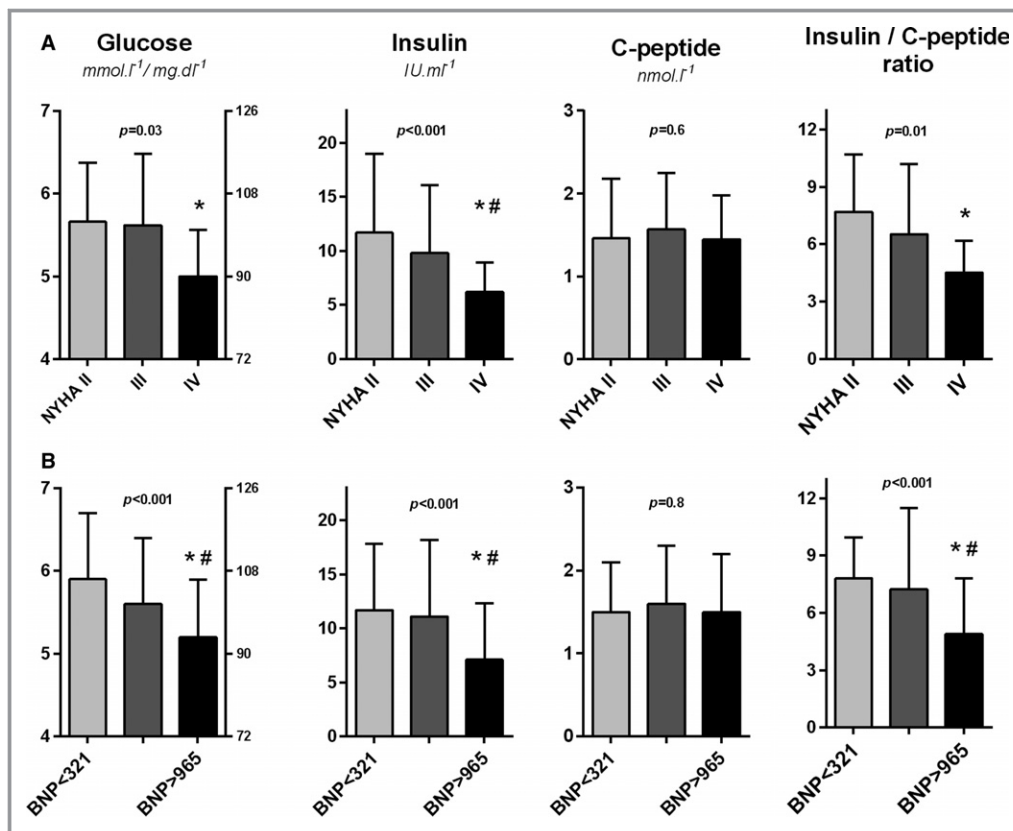 A
Glucose
mmol.l⁻¹/ mg.dl⁻¹
7
6
5
4
126
108
90
72
p=0.03
*
NYHA II
III
IV
Insulin
IU.ml⁻¹
20
15
10
5
0
p<0.001
* #
NYHA II
III
IV
C-peptide
nmol.l⁻¹
3
2
1
0
p=0.6
NYHA II
III
IV
Insulin / C-peptide
ratio
12
9
6
3
0
p=0.01
*
NYHA II
III
IV
B
7
6
5
4
126
108
90
72
p<0.001
* #
BNP<321
BNP>965
20
15
10
5
0
p<0.001
* #
BNP<321
BNP>965
3
2
1
0
p=0.8
BNP<321
BNP>965
12
9
6
3
0
p<0.001
* #
BNP<321
BNP>965